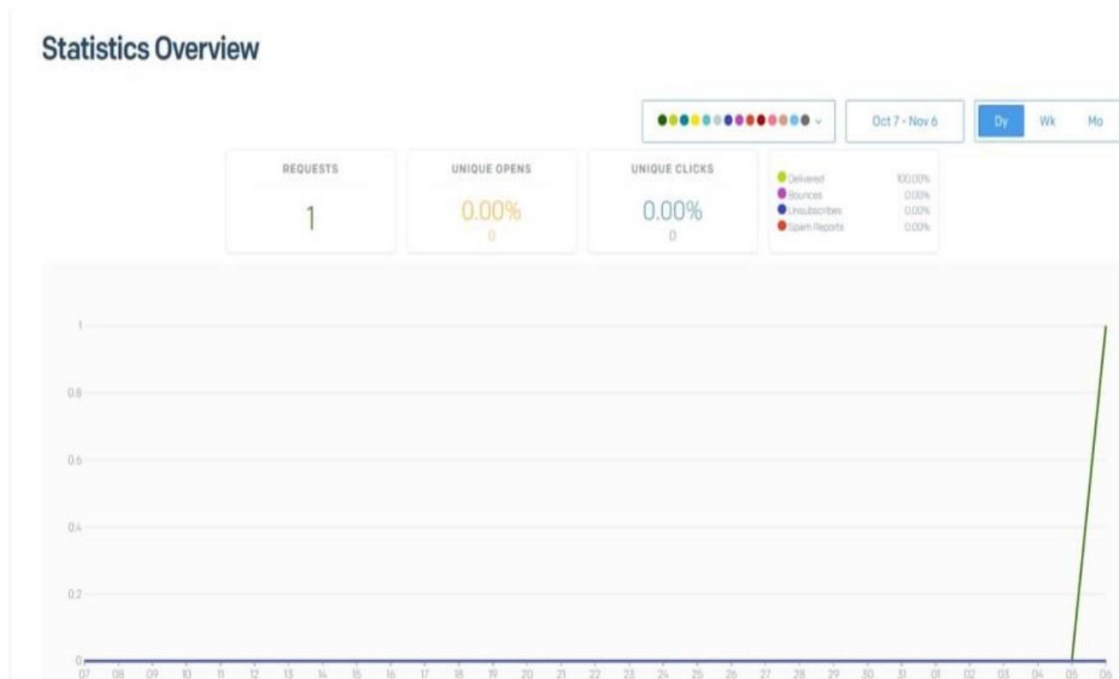 Statistics Overview
Oct 7 - Nov 6
Dy Wk Mo
REQUESTS
1
UNIQUE OPENS
0.00%
0
UNIQUE CLICKS
0.00%
0
Delivered 100.00%
Bounces 0.00%
Unsubscribes 0.00%
Spam Reports 0.00%
1
0.8
0.6
0.4
0.2
0
07 08 09 10 11 12 13 14 15 16 17 18 19 20 21 22 23 24 25 26 27 28 29 30 31 01 02 03 04 05 06